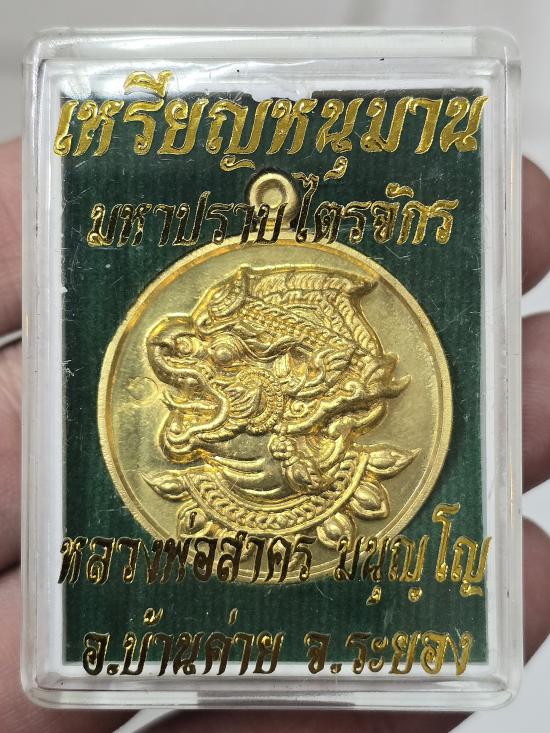 เหรียญหนุมาน
มหาปราบไตรจักร
หลวงพ่อสาคร มนุญฺโญ
อ.บ้านค่าย จ.ระยอง